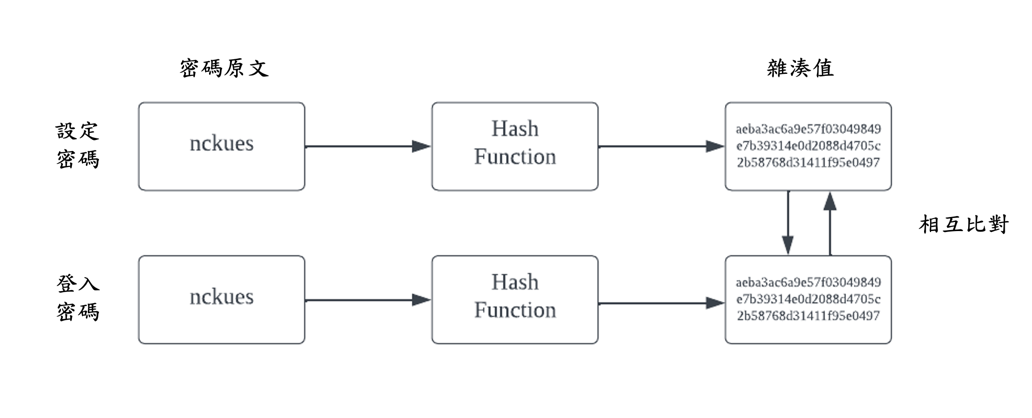 密碼原文
雜湊值
設定
密碼
nckues
Hash
Function
aeba3ac6a9e57f03049849
e7b39314e0d2088d4705c
2b58768d31411f95e0497
相互比對
登入
密碼
nckues
Hash
Function
aeba3ac6a9e57f03049849
e7b39314e0d2088d4705c
2b58768d31411f95e0497